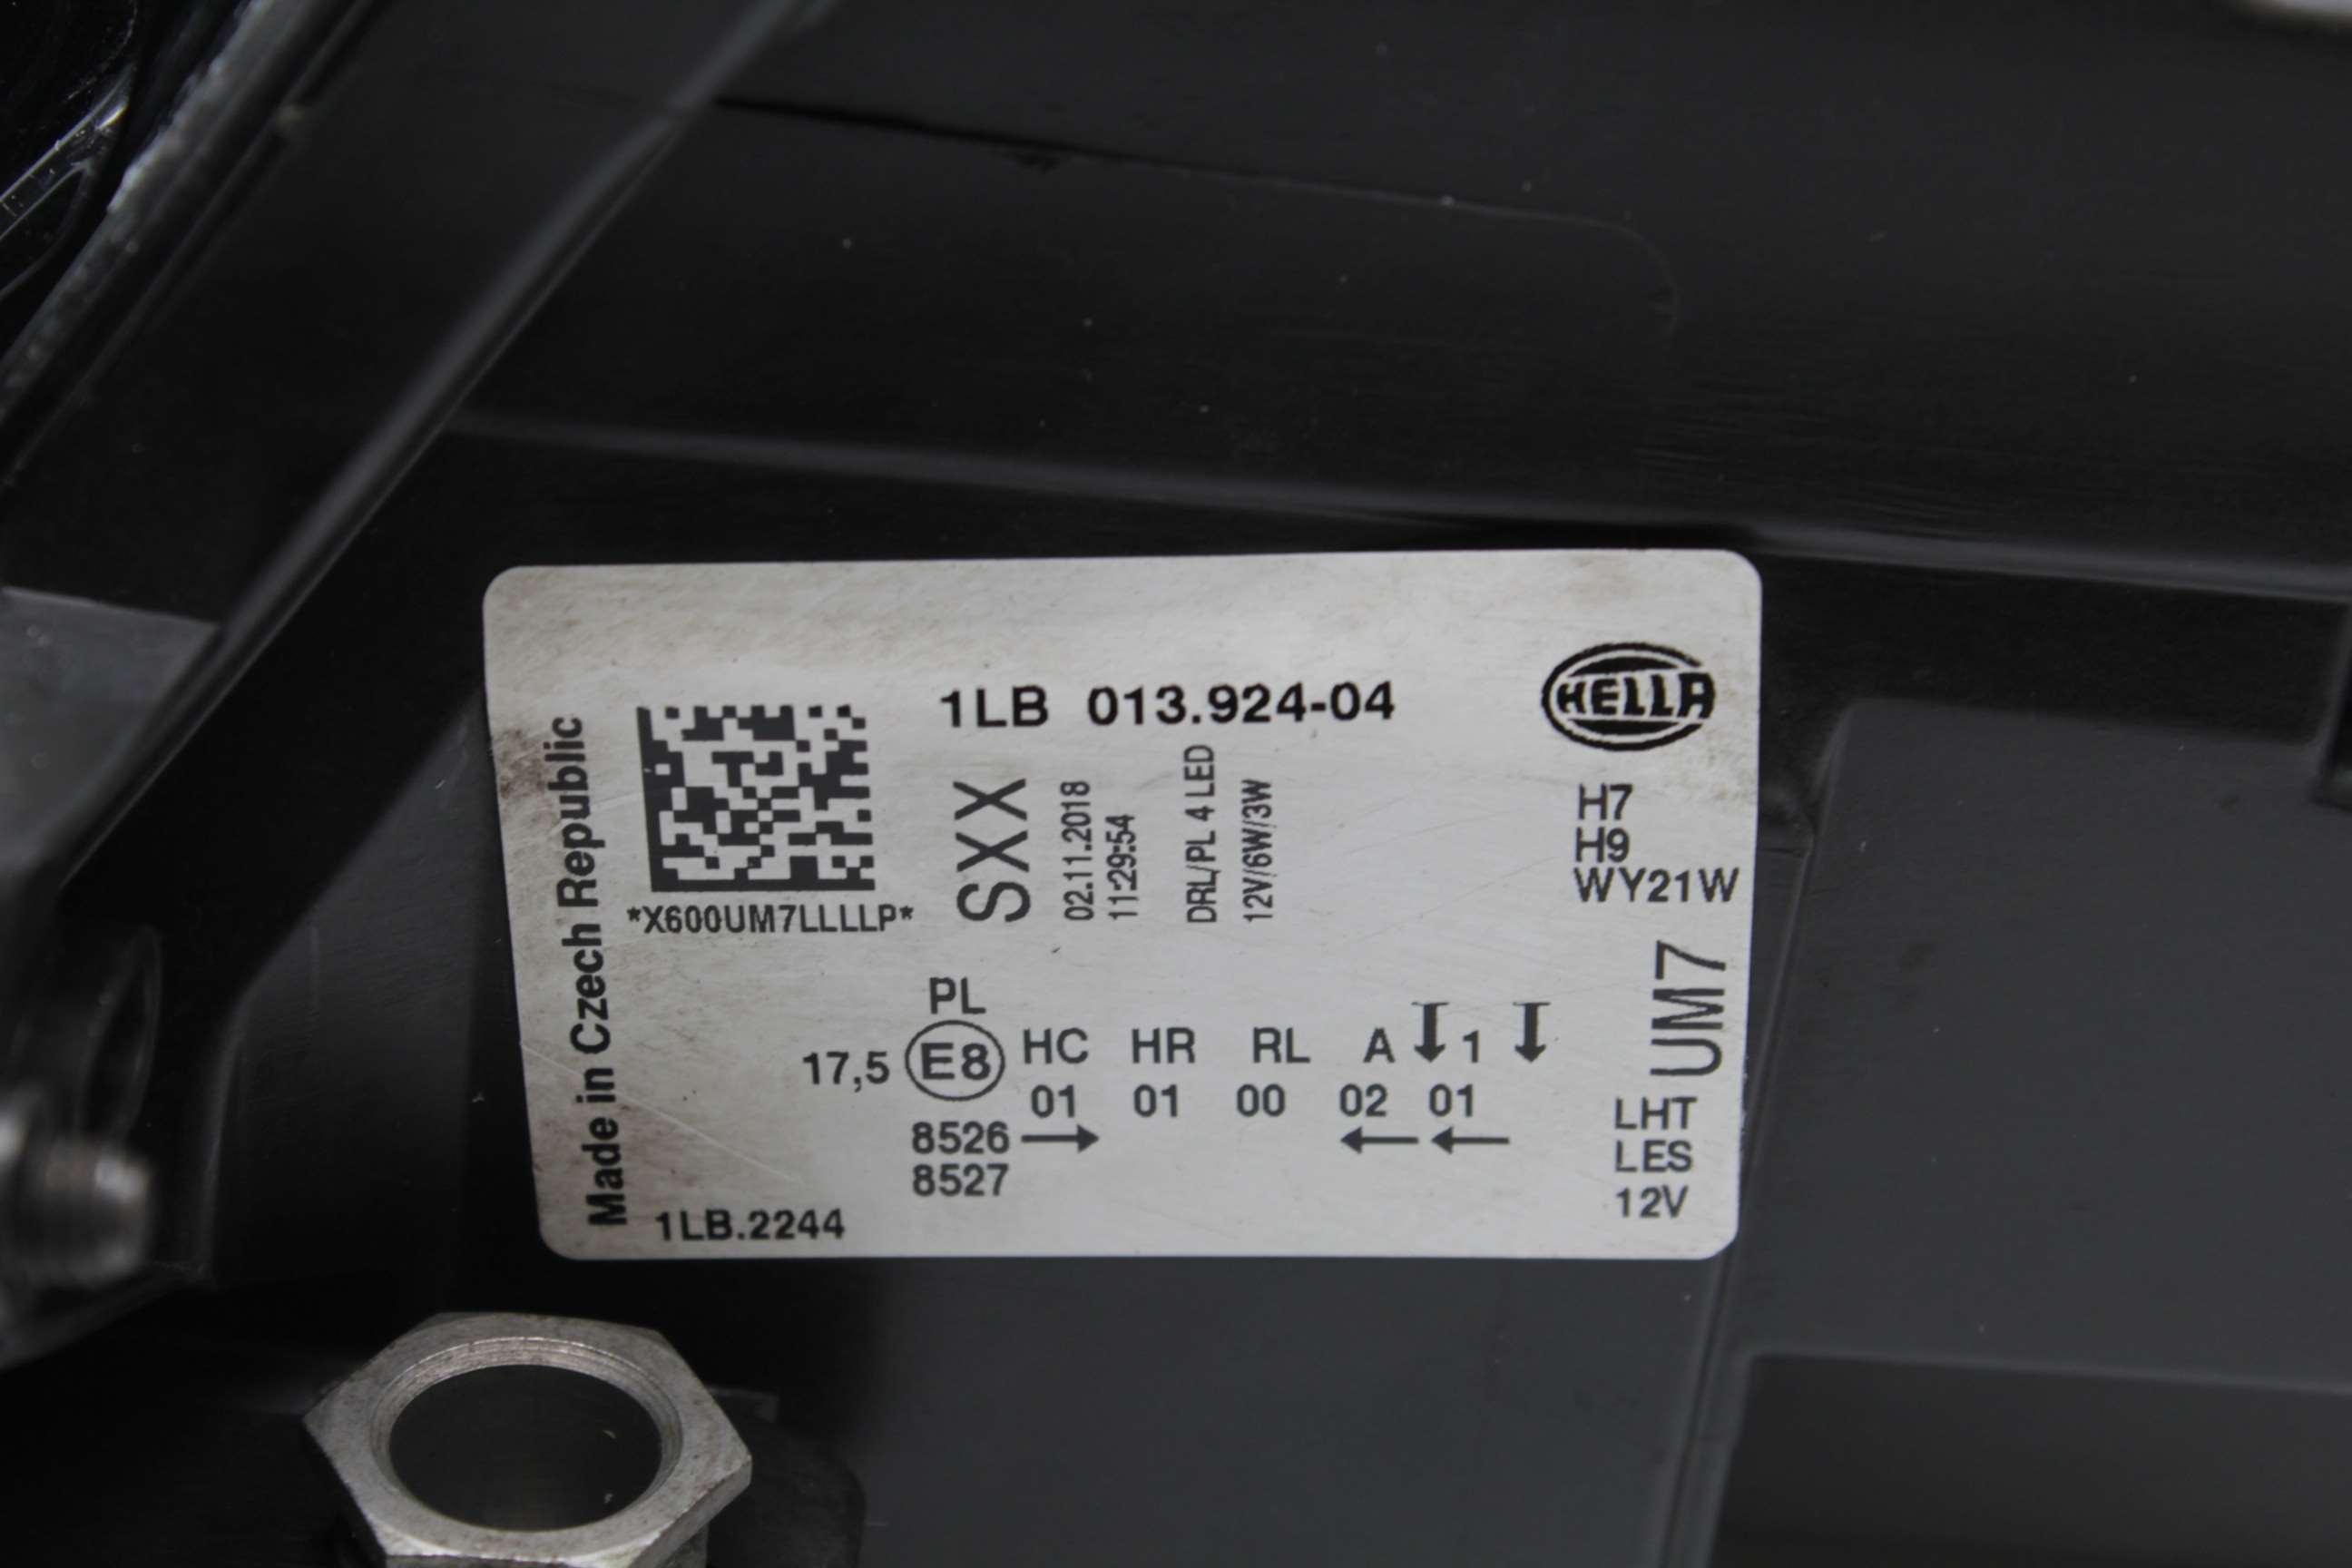 1LB 013.924-04
HELLA
Made in Czech Republic
*X600UM7LLLLP*
SXX
02.11.2018
11:29:54
DRL/PL 4 LED
12V/6W/3W
H7
H9
WY21W
UM7
PL
17,5 E8 HC HR RL A 1
01 01 00 02 01
8526
8527
LHT
LES
12V
1LB.2244